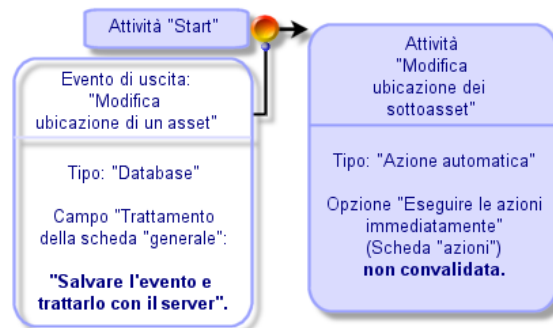 Attività "Start"
Evento di uscita:
"Modifica
ubicazione di un asset"
Tipo: "Database"
Campo "Trattamento
della scheda "generale":
"Salvare l'evento e
trattarlo con il server".
Attività
"Modifica
ubicazione dei
sottoasset"
Tipo: "Azione automatica"
Opzione "Eseguire le azioni
immediatamente"
(Scheda "azioni")
non convalidata.